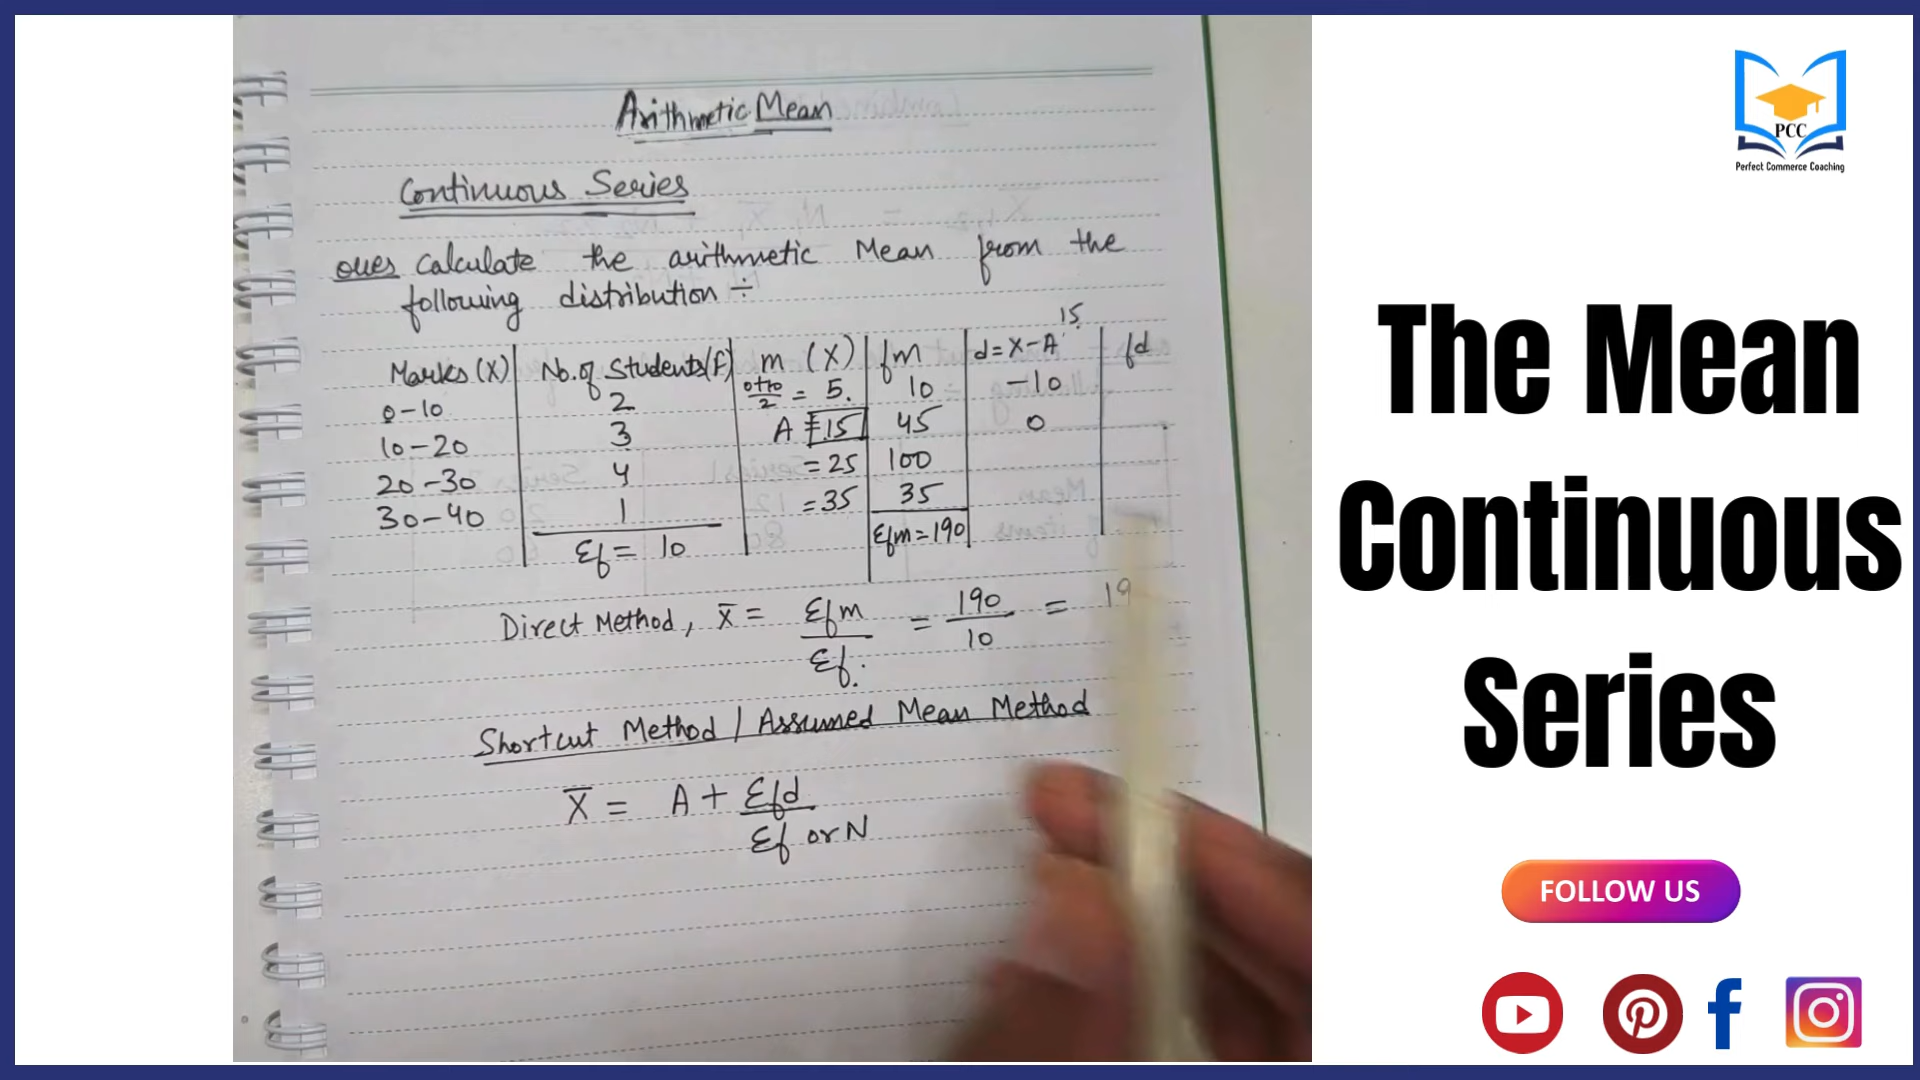 Arithmetic Mean
Continuous Series
Ques Calculate the arithmetic Mean from the
following distribution ÷
15
Marks (X) No. of Students (f) m (X) fm d=X-A fd
0-10 2 0+10/2 = 5. 10 -10
10-20 3 A = 15 45 0
20-30 4 = 25 100
30-40 1 = 35 35
Σf = 10 Σfm = 190
Direct Method, X̄ = Σfm/Σf. = 190/10 = 19
Shortcut Method / Assumed Mean Method
X̄ = A + Σfd/Σf or N
PCC
Perfect Commerce Coaching
The Mean
Continuous
Series
FOLLOW US